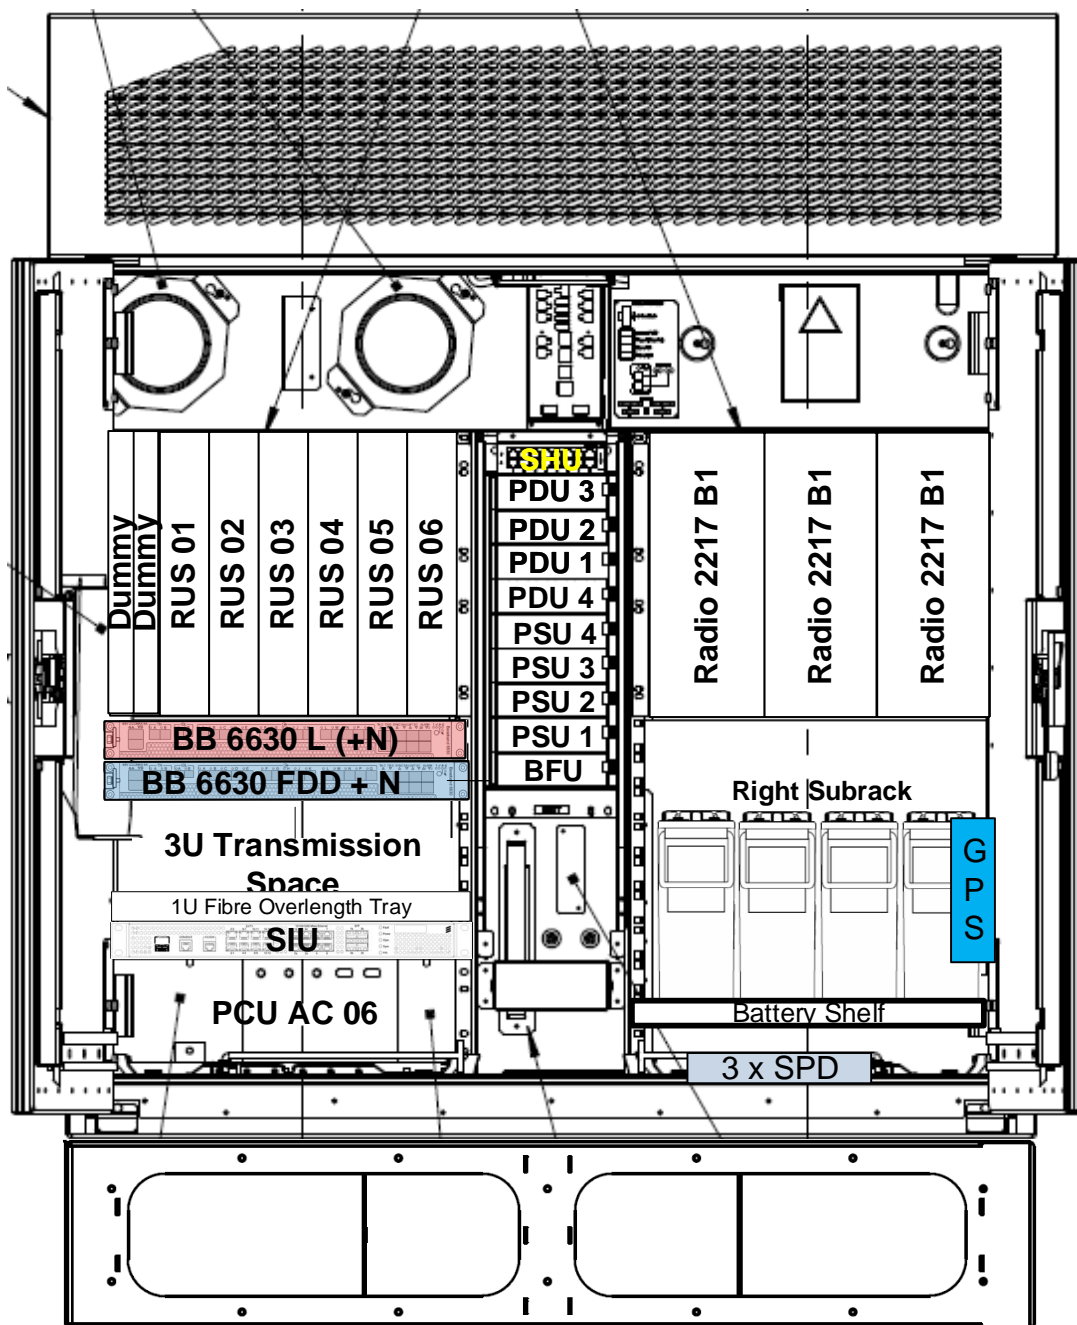 Dummy
Dummy
RUS 01
RUS 02
RUS 03
RUS 04
RUS 05
RUS 06
SHU
PDU 3
PDU 2
PDU 1
PDU 4
PSU 4
PSU 3
PSU 2
PSU 1
BFU
Radio 2217 B1
Radio 2217 B1
Radio 2217 B1
BB 6630 L (+N)
BB 6630 FDD + N
3U Transmission
Space
1U Fibre Overlength Tray
SIU
PCU AC 06
Right Subrack
GPS
Battery Shelf
3 x SPD